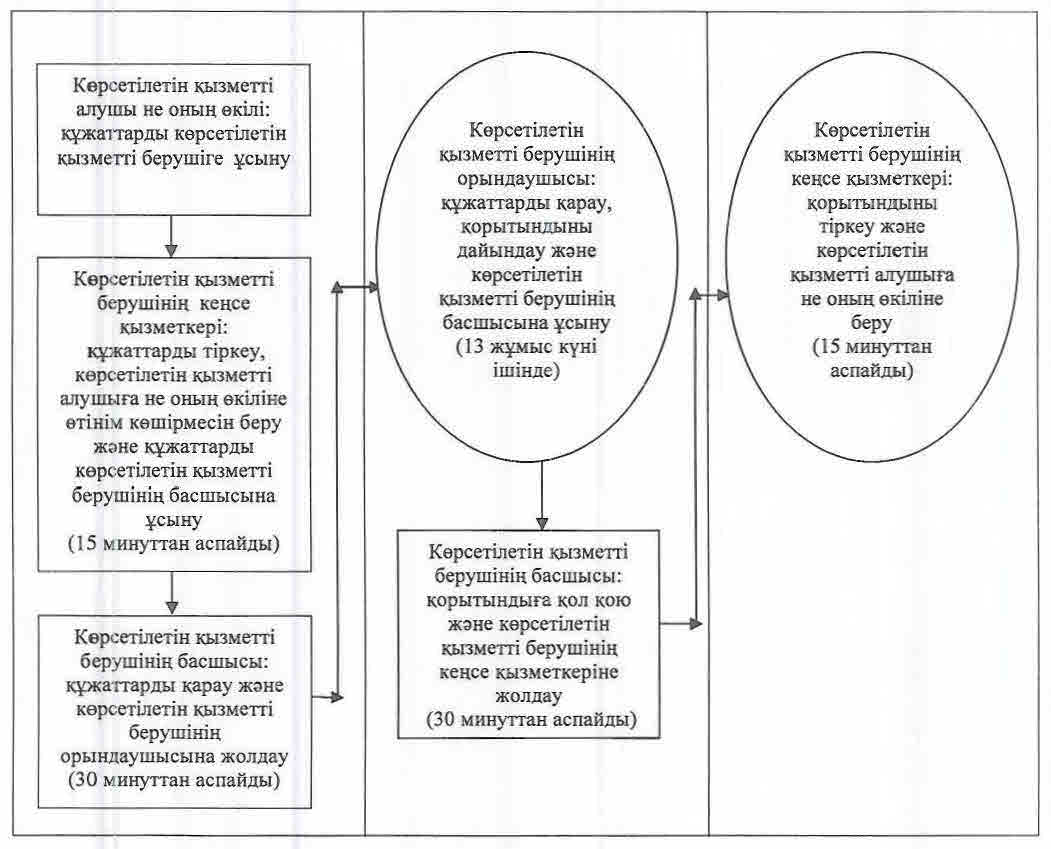 Көрсетілетін қызметті
алушы не оның өкілі:
құжаттарды көрсетілетін
қызметті берушіге ұсыну
Көрсетілетін қызметті
берушінің кеңсе
қызметкері:
құжаттарды тіркеу,
көрсетілетін қызметті
алушыға не оның өкіліне
өтінім көшірмесін беру
және құжаттарды
көрсетілетін қызметті
берушінің басшысына
ұсыну
(15 минуттан аспайды)
Көрсетілетін қызметті
берушінің басшысы:
құжаттарды қарау және
көрсетілетін қызметті
берушінің
орындаушысына жолдау
(30 минуттан аспайды)
Көрсетілетін
қызметті берушінің
орындаушысы:
құжаттарды қарау,
қорытындыны
дайындау және
көрсетілетін
қызметті берушінің
басшысына ұсыну
(13 жұмыс күні
ішінде)
Көрсетілетін қызметті
берушінің басшысы:
қорытындыға қол қою
және көрсетілетін
қызметті берушінің
кеңсе қызметкеріне
жолдау
(30 минуттан аспайды)
Көрсетілетін
қызметті берушінің
кеңсе қызметкері:
қорытындыны
тіркеу және
көрсетілетін
қызметті алушыға
не оның өкіліне
беру
(15 минуттан
аспайды)